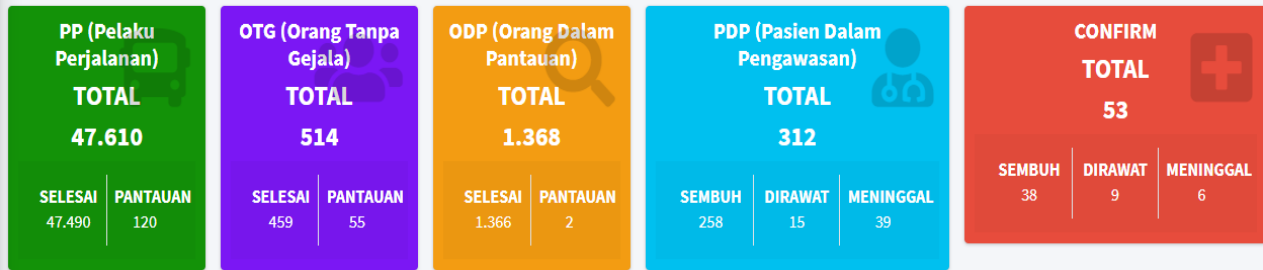 PP (Pelaku
Perjalanan)
TOTAL
47.610
SELESAI PANTAUAN
47.490 120
OTG (Orang Tanpa
Gejala)
TOTAL
514
SELESAI PANTAUAN
459 55
ODP (Orang Dalam
Pantauan)
TOTAL
1.368
SELESAI PANTAUAN
1.366 2
PDP (Pasien Dalam
Pengawasan)
TOTAL
312
SEMBUH DIRAWAT MENINGGAL
258 15 39
CONFIRM
TOTAL
53
SEMBUH DIRAWAT MENINGGAL
38 9 6